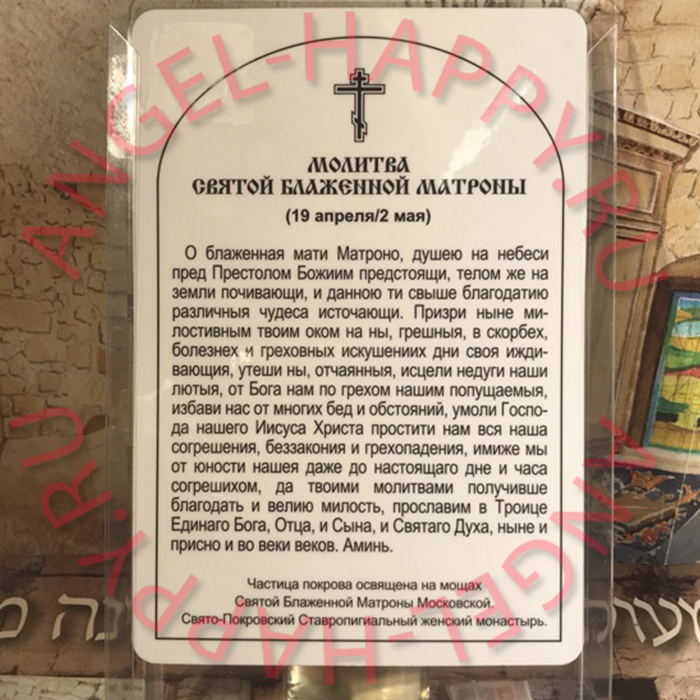 МОЛИТВА
СВЯТОЙ БЛАЖЕННОЙ МАТРОНЫ
(19 апреля/2 мая)
О блаженная мати Матроно, душею на небеси
пред Престолом Божиим предстоящи, телом же на
земли почивающи, и данною ти свыше благодатию
различныя чудеса источающи. Призри ныне ми-
лостивным твоим оком на ны, грешныя, в скорбех,
болезнех и греховных искушениих дни своя ижди-
вающия, утеши ны, отчаянныя, исцели недуги наши
лютыя, от Бога нам по грехом нашим попущаемыя,
избави нас от многих бед и обстояний, умоли Госпо-
да нашего Иисуса Христа простити нам вся наша
согрешения, беззакония и грехопадения, имиже мы
от юности нашея даже до настоящаго дне и часа
согрешихом, да твоими молитвами получивше
благодать и велию милость, прославим в Троице
Единаго Бога, Отца, и Сына, и Святаго Духа, ныне и
присно и во веки веков. Аминь.
Частица покрова освящена на мощах
Святой Блаженной Матроны Московской.
Свято-Покровский Ставропигиальный женский монастырь.
ANGEL-HAPPY.RU
ANGEL-HAPPY.RU